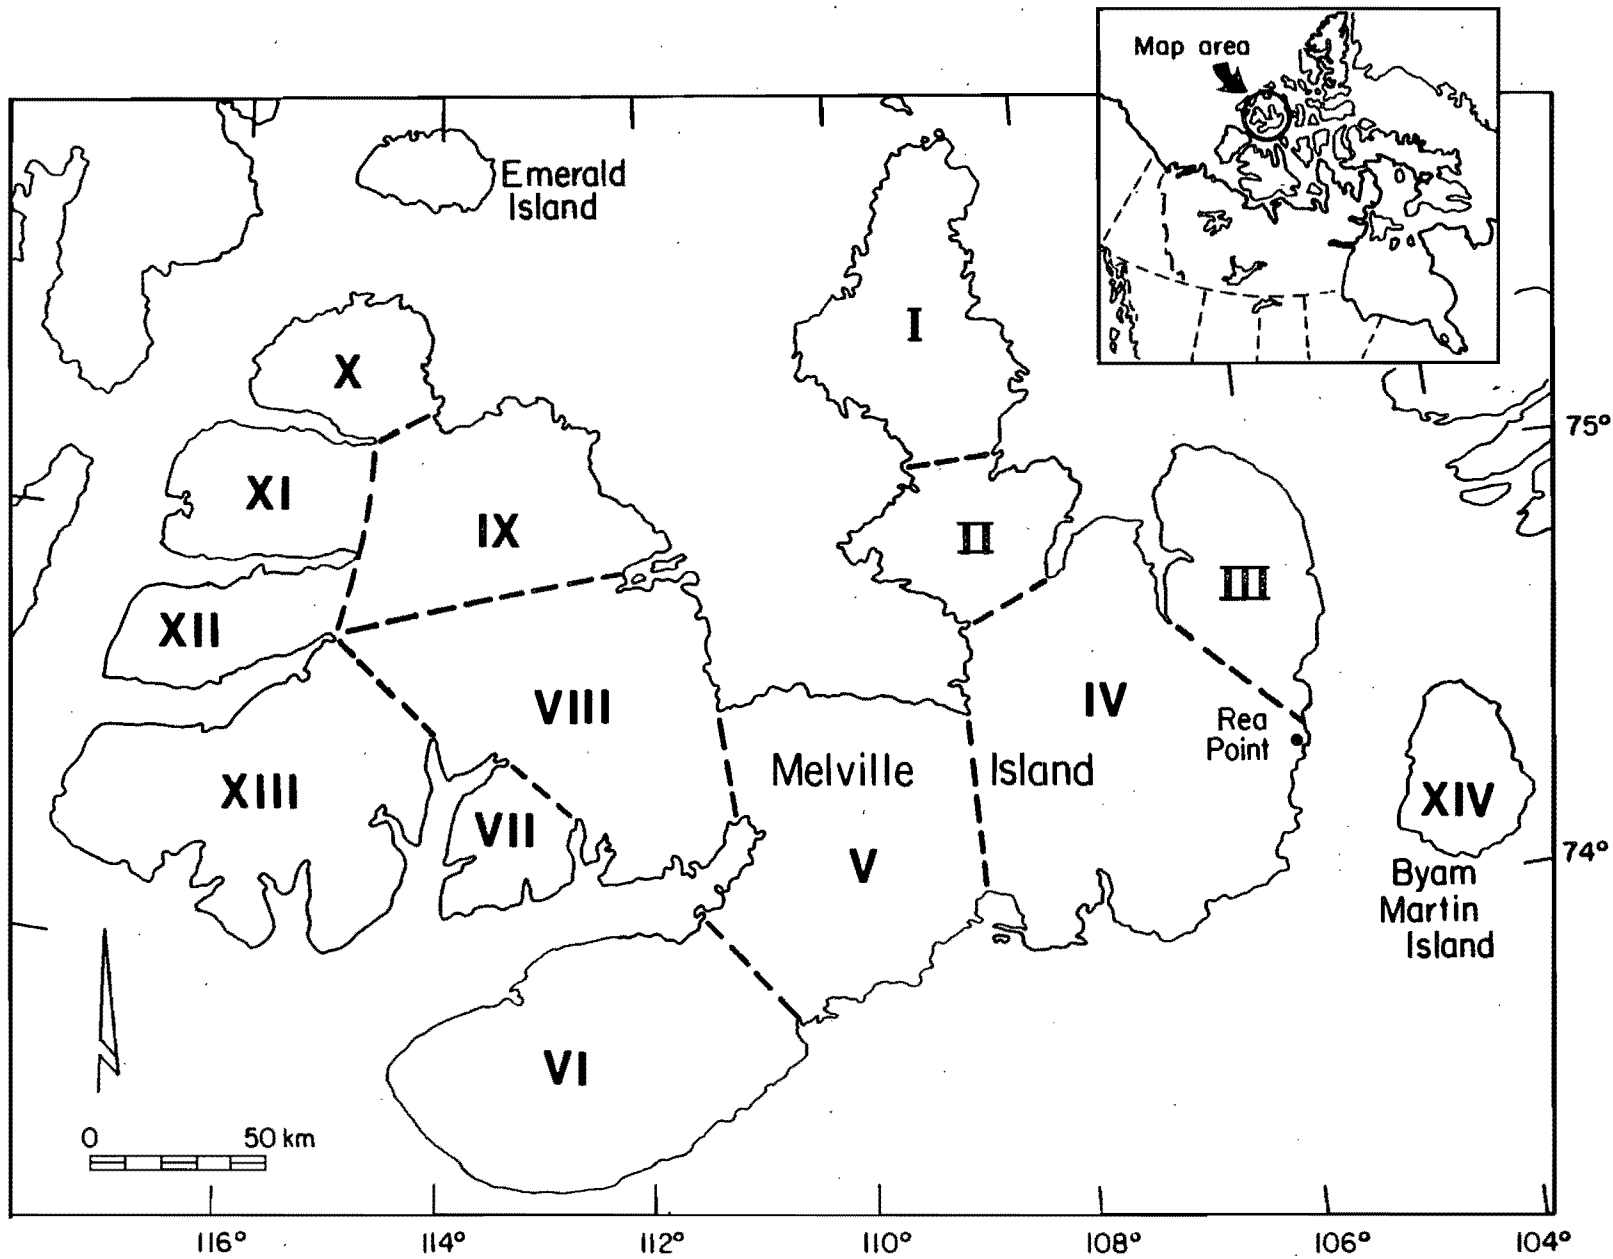 Map area
Emerald
Island
I
X
75°
XI
IX
II
III
XII
VIII
IV
Rea
Point
Melville Island
XIII
XIV
VII
V
74°
Byam
Martin
Island
VI
0 50 km
116° 114° 112° 110° 108° 106° 104°